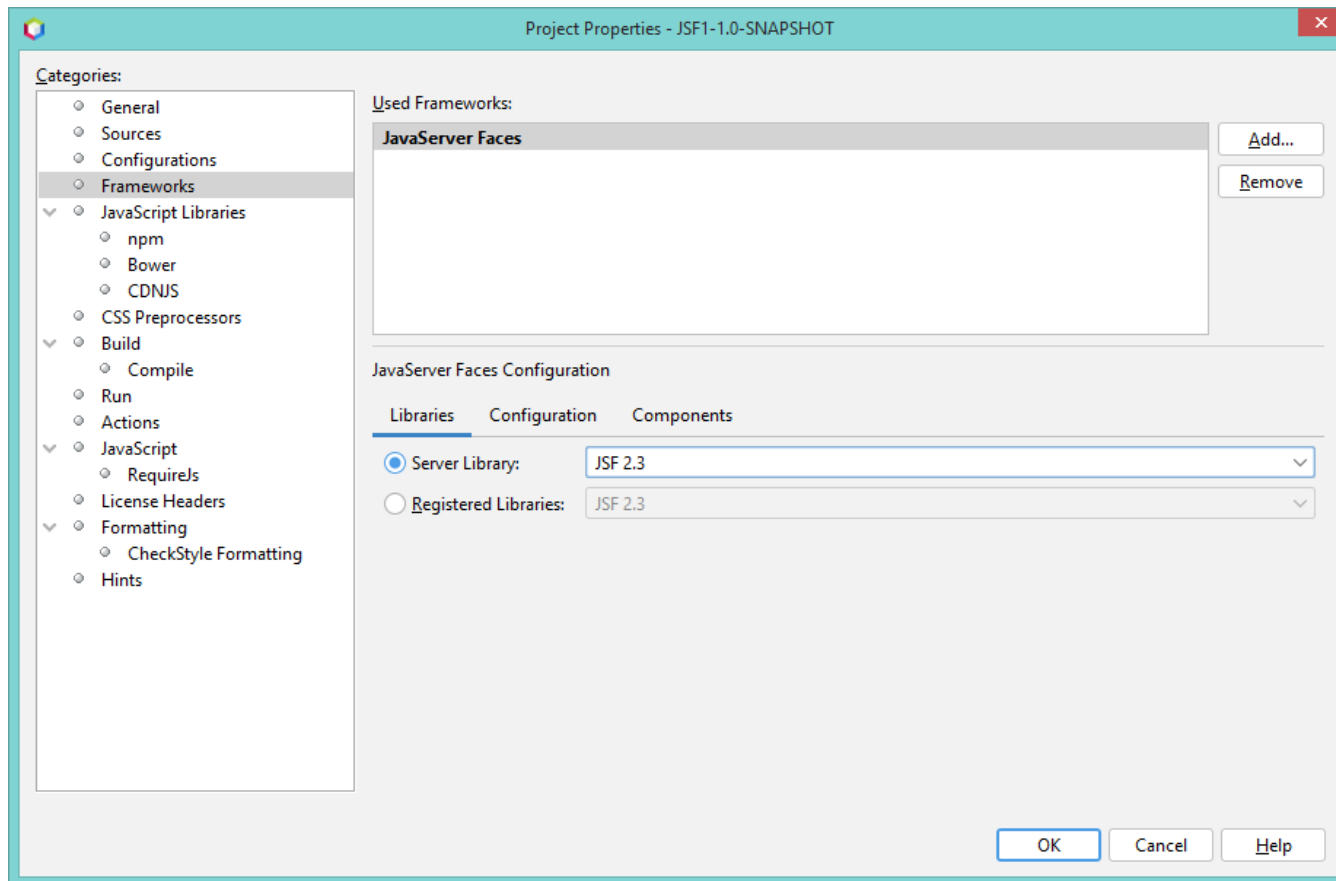 Project Properties - JSF1-1.0-SNAPSHOT
Categories:
General
Sources
Configurations
Frameworks
JavaScript Libraries
npm
Bower
CDNJS
CSS Preprocessors
Build
Compile
Run
Actions
JavaScript
RequireJs
License Headers
Formatting
CheckStyle Formatting
Hints
Used Frameworks:
JavaServer Faces
Add...
Remove
JavaServer Faces Configuration
Libraries Configuration Components
Server Library: JSF 2.3
Registered Libraries: JSF 2.3
OK Cancel Help